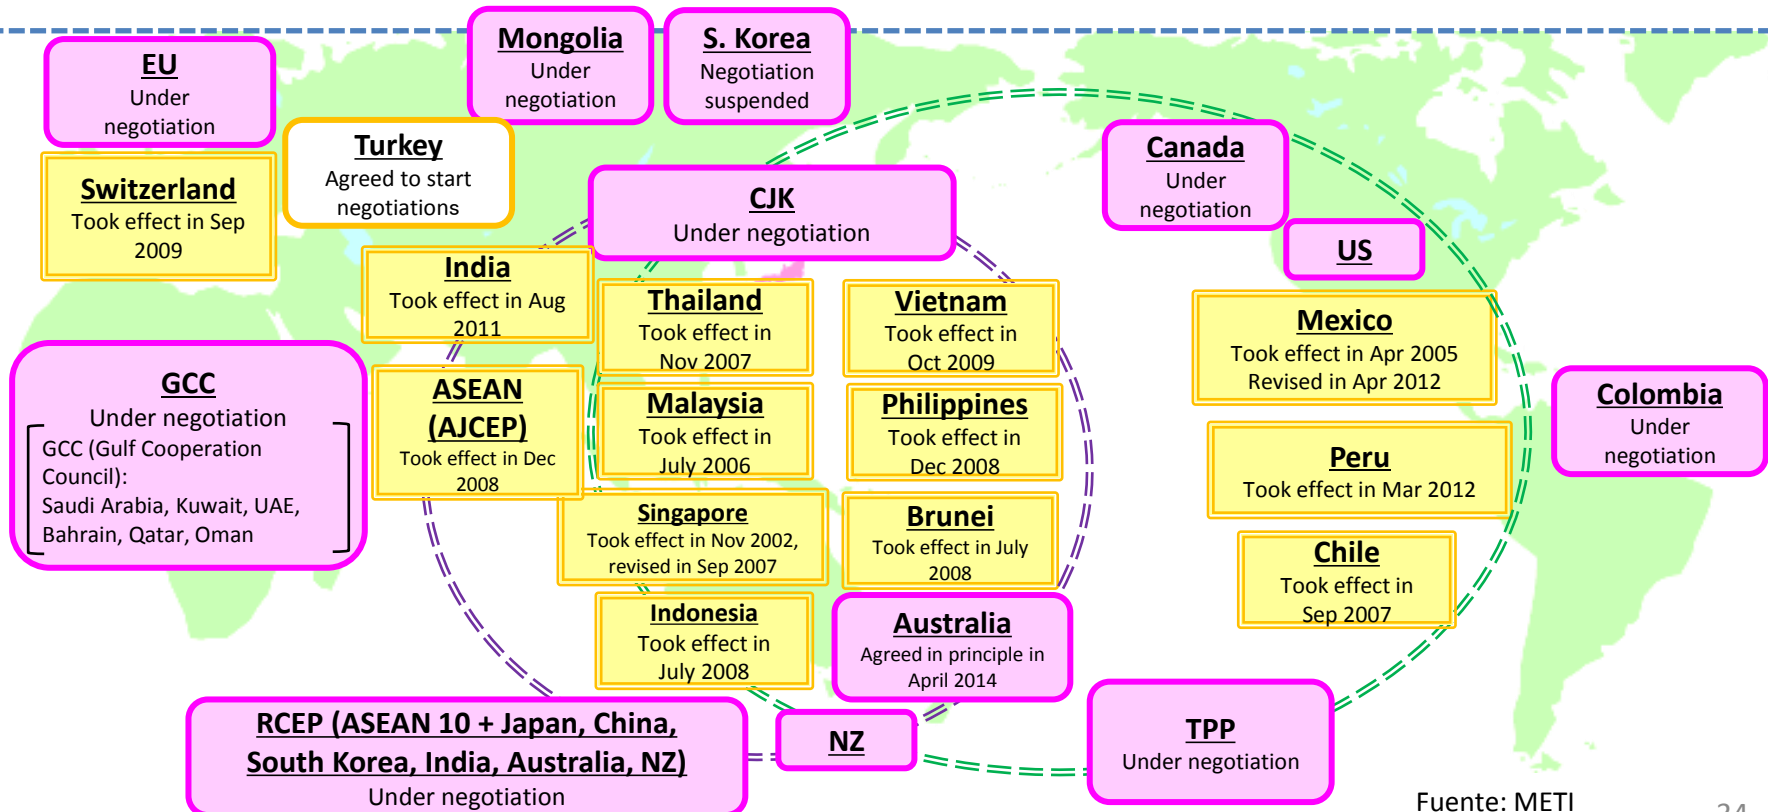 EU
Under
negotiation
Mongolia
Under
negotiation
S. Korea
Negotiation
suspended
Switzerland
Took effect in Sep
2009
Turkey
Agreed to start
negotiations
CJK
Under negotiation
Canada
Under
negotiation
US
India
Took effect in Aug
2011
Thailand
Took effect in
Nov 2007
Vietnam
Took effect in
Oct 2009
Mexico
Took effect in Apr 2005
Revised in Apr 2012
GCC
Under negotiation
GCC (Gulf Cooperation
Council):
Saudi Arabia, Kuwait, UAE,
Bahrain, Qatar, Oman
ASEAN
(AJCEP)
Took effect in Dec
2008
Malaysia
Took effect in
July 2006
Philippines
Took effect in
Dec 2008
Colombia
Under
negotiation
Peru
Took effect in Mar 2012
Singapore
Took effect in Nov 2002,
revised in Sep 2007
Brunei
Took effect in July
2008
Chile
Took effect in
Sep 2007
Indonesia
Took effect in
July 2008
Australia
Agreed in principle in
April 2014
RCEP (ASEAN 10 + Japan, China,
South Korea, India, Australia, NZ)
Under negotiation
NZ
TPP
Under negotiation
Fuente: METI